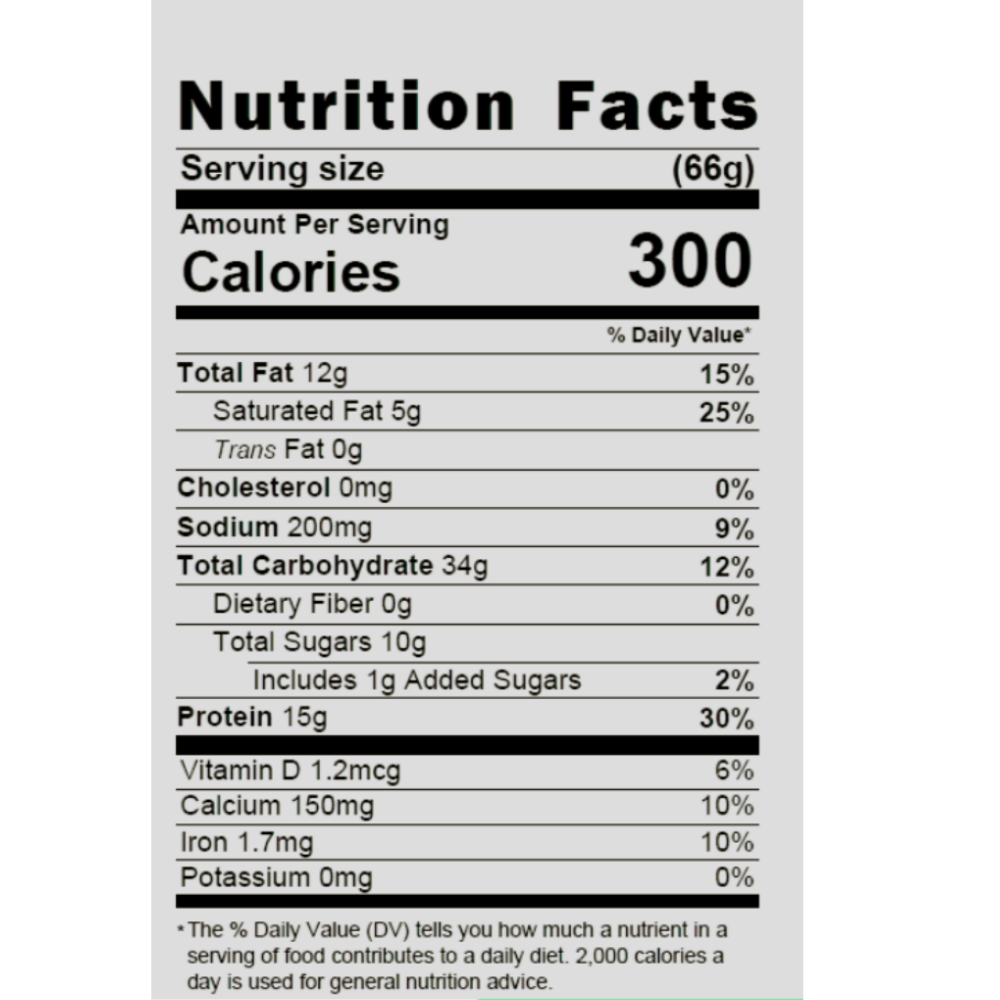 Nutrition Facts
Serving size (66g)
Amount Per Serving
Calories 300
% Daily Value*
Total Fat 12g 15%
Saturated Fat 5g 25%
Trans Fat 0g
Cholesterol 0mg 0%
Sodium 200mg 9%
Total Carbohydrate 34g 12%
Dietary Fiber 0g 0%
Total Sugars 10g
Includes 1g Added Sugars 2%
Protein 15g 30%
Vitamin D 1.2mcg 6%
Calcium 150mg 10%
Iron 1.7mg 10%
Potassium 0mg 0%
* The % Daily Value (DV) tells you how much a nutrient in a
serving of food contributes to a daily diet. 2,000 calories a
day is used for general nutrition advice.